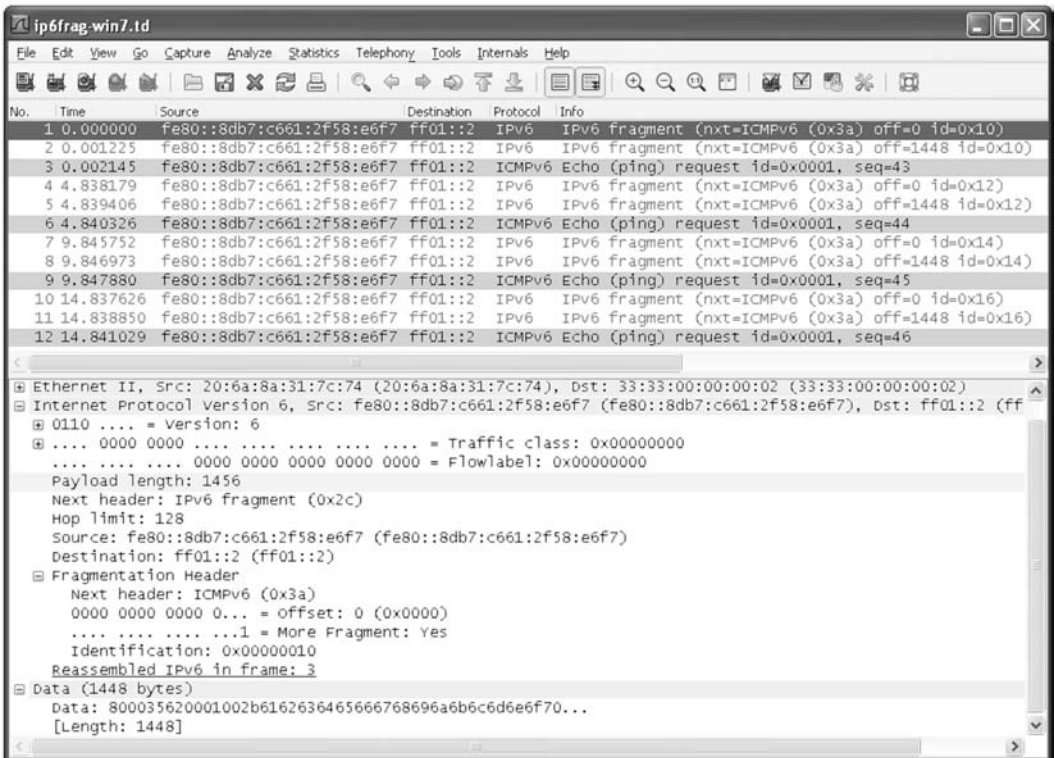 ip6frag-win7.td
File Edit View Go Capture Analyze Statistics Telephony Tools Internals Help
No. Time Source Destination Protocol Info
1 0.000000 fe80::8db7:c661:2f58:e6f7 ff01::2 IPv6 IPv6 fragment (nxt=ICMPv6 (0x3a) off=0 id=0x10)
2 0.001225 fe80::8db7:c661:2f58:e6f7 ff01::2 IPv6 IPv6 fragment (nxt=ICMPv6 (0x3a) off=1448 id=0x10)
3 0.002145 fe80::8db7:c661:2f58:e6f7 ff01::2 ICMPv6 Echo (ping) request id=0x0001, seq=43
4 4.838179 fe80::8db7:c661:2f58:e6f7 ff01::2 IPv6 IPv6 fragment (nxt=ICMPv6 (0x3a) off=0 id=0x12)
5 4.839406 fe80::8db7:c661:2f58:e6f7 ff01::2 IPv6 IPv6 fragment (nxt=ICMPv6 (0x3a) off=1448 id=0x12)
6 4.840326 fe80::8db7:c661:2f58:e6f7 ff01::2 ICMPv6 Echo (ping) request id=0x0001, seq=44
7 9.845752 fe80::8db7:c661:2f58:e6f7 ff01::2 IPv6 IPv6 fragment (nxt=ICMPv6 (0x3a) off=0 id=0x14)
8 9.846973 fe80::8db7:c661:2f58:e6f7 ff01::2 IPv6 IPv6 fragment (nxt=ICMPv6 (0x3a) off=1448 id=0x14)
9 9.847880 fe80::8db7:c661:2f58:e6f7 ff01::2 ICMPv6 Echo (ping) request id=0x0001, seq=45
10 14.837626 fe80::8db7:c661:2f58:e6f7 ff01::2 IPv6 IPv6 fragment (nxt=ICMPv6 (0x3a) off=0 id=0x16)
11 14.838850 fe80::8db7:c661:2f58:e6f7 ff01::2 IPv6 IPv6 fragment (nxt=ICMPv6 (0x3a) off=1448 id=0x16)
12 14.841029 fe80::8db7:c661:2f58:e6f7 ff01::2 ICMPv6 Echo (ping) request id=0x0001, seq=46
Ethernet II, Src: 20:6a:8a:31:7c:74 (20:6a:8a:31:7c:74), Dst: 33:33:00:00:00:02 (33:33:00:00:00:02)
Internet Protocol Version 6, Src: fe80::8db7:c661:2f58:e6f7 (fe80::8db7:c661:2f58:e6f7), Dst: ff01::2 (ff
0110 .... = Version: 6
.... 0000 0000 .... .... .... .... .... = Traffic class: 0x00000000
.... .... .... 0000 0000 0000 0000 0000 = Flowlabel: 0x00000000
Payload length: 1456
Next header: IPv6 fragment (0x2c)
Hop limit: 128
Source: fe80::8db7:c661:2f58:e6f7 (fe80::8db7:c661:2f58:e6f7)
Destination: ff01::2 (ff01::2)
Fragmentation Header
Next header: ICMPv6 (0x3a)
0000 0000 0000 0... = Offset: 0 (0x0000)
.... .... .... ...1 = More Fragment: Yes
Identification: 0x00000010
Reassembled IPv6 in frame: 3
Data (1448 bytes)
Data: 800035620001002b6162636465666768696a6b6c6d6e6f70...
[Length: 1448]